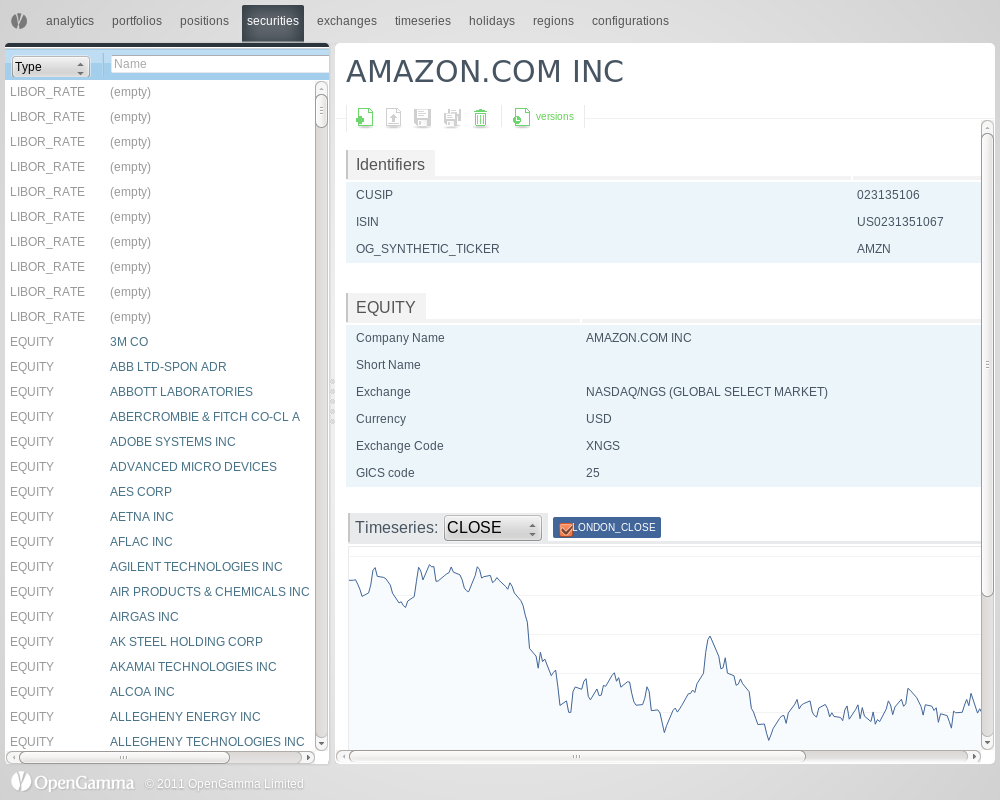 analytics portfolios positions securities exchanges timeseries holidays regions configurations
Type Name
LIBOR_RATE (empty)
LIBOR_RATE (empty)
LIBOR_RATE (empty)
LIBOR_RATE (empty)
LIBOR_RATE (empty)
LIBOR_RATE (empty)
LIBOR_RATE (empty)
LIBOR_RATE (empty)
LIBOR_RATE (empty)
LIBOR_RATE (empty)
EQUITY 3M CO
EQUITY ABB LTD-SPON ADR
EQUITY ABBOTT LABORATORIES
EQUITY ABERCROMBIE & FITCH CO-CL A
EQUITY ADOBE SYSTEMS INC
EQUITY ADVANCED MICRO DEVICES
EQUITY AES CORP
EQUITY AETNA INC
EQUITY AFLAC INC
EQUITY AGILENT TECHNOLOGIES INC
EQUITY AIR PRODUCTS & CHEMICALS INC
EQUITY AIRGAS INC
EQUITY AK STEEL HOLDING CORP
EQUITY AKAMAI TECHNOLOGIES INC
EQUITY ALCOA INC
EQUITY ALLEGHENY ENERGY INC
EQUITY ALLEGHENY TECHNOLOGIES INC
AMAZON.COM INC
versions
Identifiers
CUSIP 023135106
ISIN US0231351067
OG_SYNTHETIC_TICKER AMZN
EQUITY
Company Name AMAZON.COM INC
Short Name
Exchange NASDAQ/NGS (GLOBAL SELECT MARKET)
Currency USD
Exchange Code XNGS
GICS code 25
Timeseries: CLOSE LONDON_CLOSE
OpenGamma © 2011 OpenGamma Limited